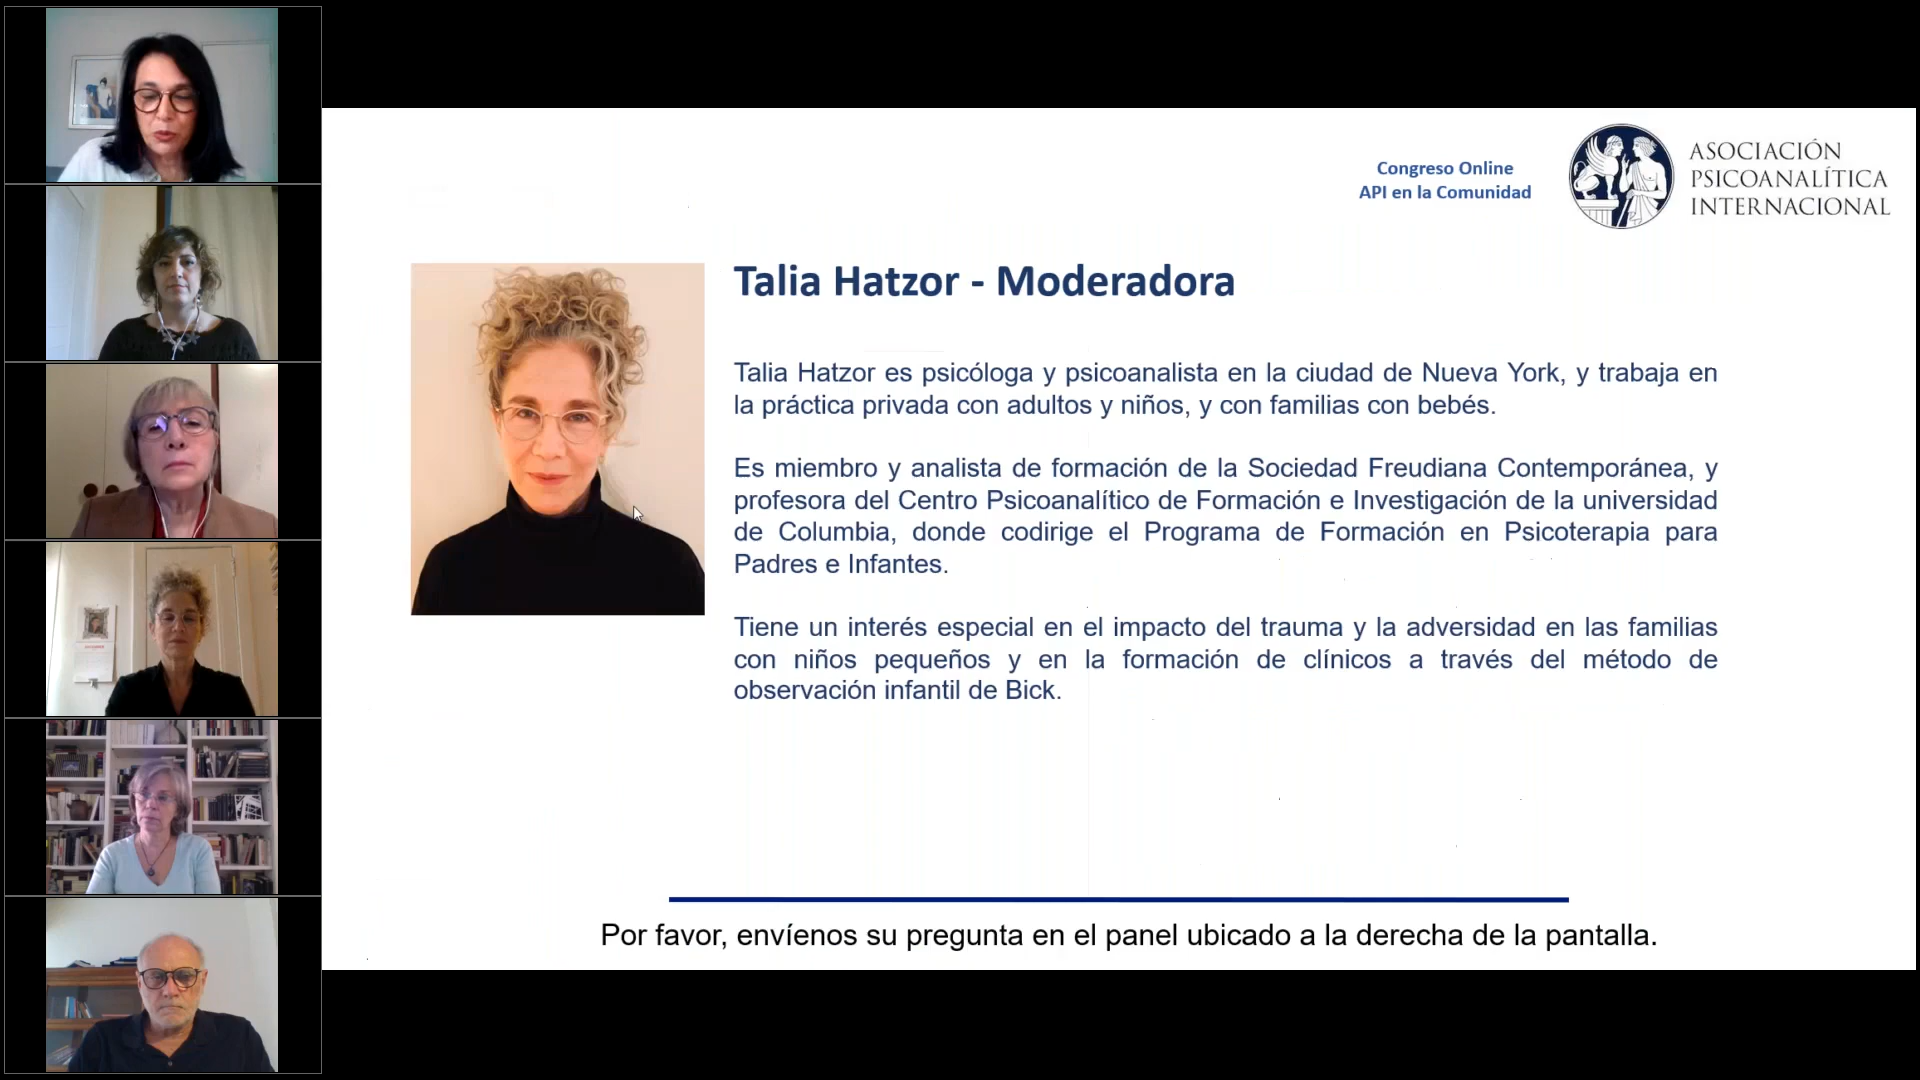 Congreso Online
API en la Comunidad
ASOCIACIÓN
PSICOANALÍTICA
INTERNACIONAL
Talia Hatzor - Moderadora
Talia Hatzor es psicóloga y psicoanalista en la ciudad de Nueva York, y trabaja en
la práctica privada con adultos y niños, y con familias con bebés.
Es miembro y analista de formación de la Sociedad Freudiana Contemporánea, y
profesora del Centro Psicoanalítico de Formación e Investigación de la universidad
de Columbia, donde codirige el Programa de Formación en Psicoterapia para
Padres e Infantes.
Tiene un interés especial en el impacto del trauma y la adversidad en las familias
con niños pequeños y en la formación de clínicos a través del método de
observación infantil de Bick.
Por favor, envíenos su pregunta en el panel ubicado a la derecha de la pantalla.